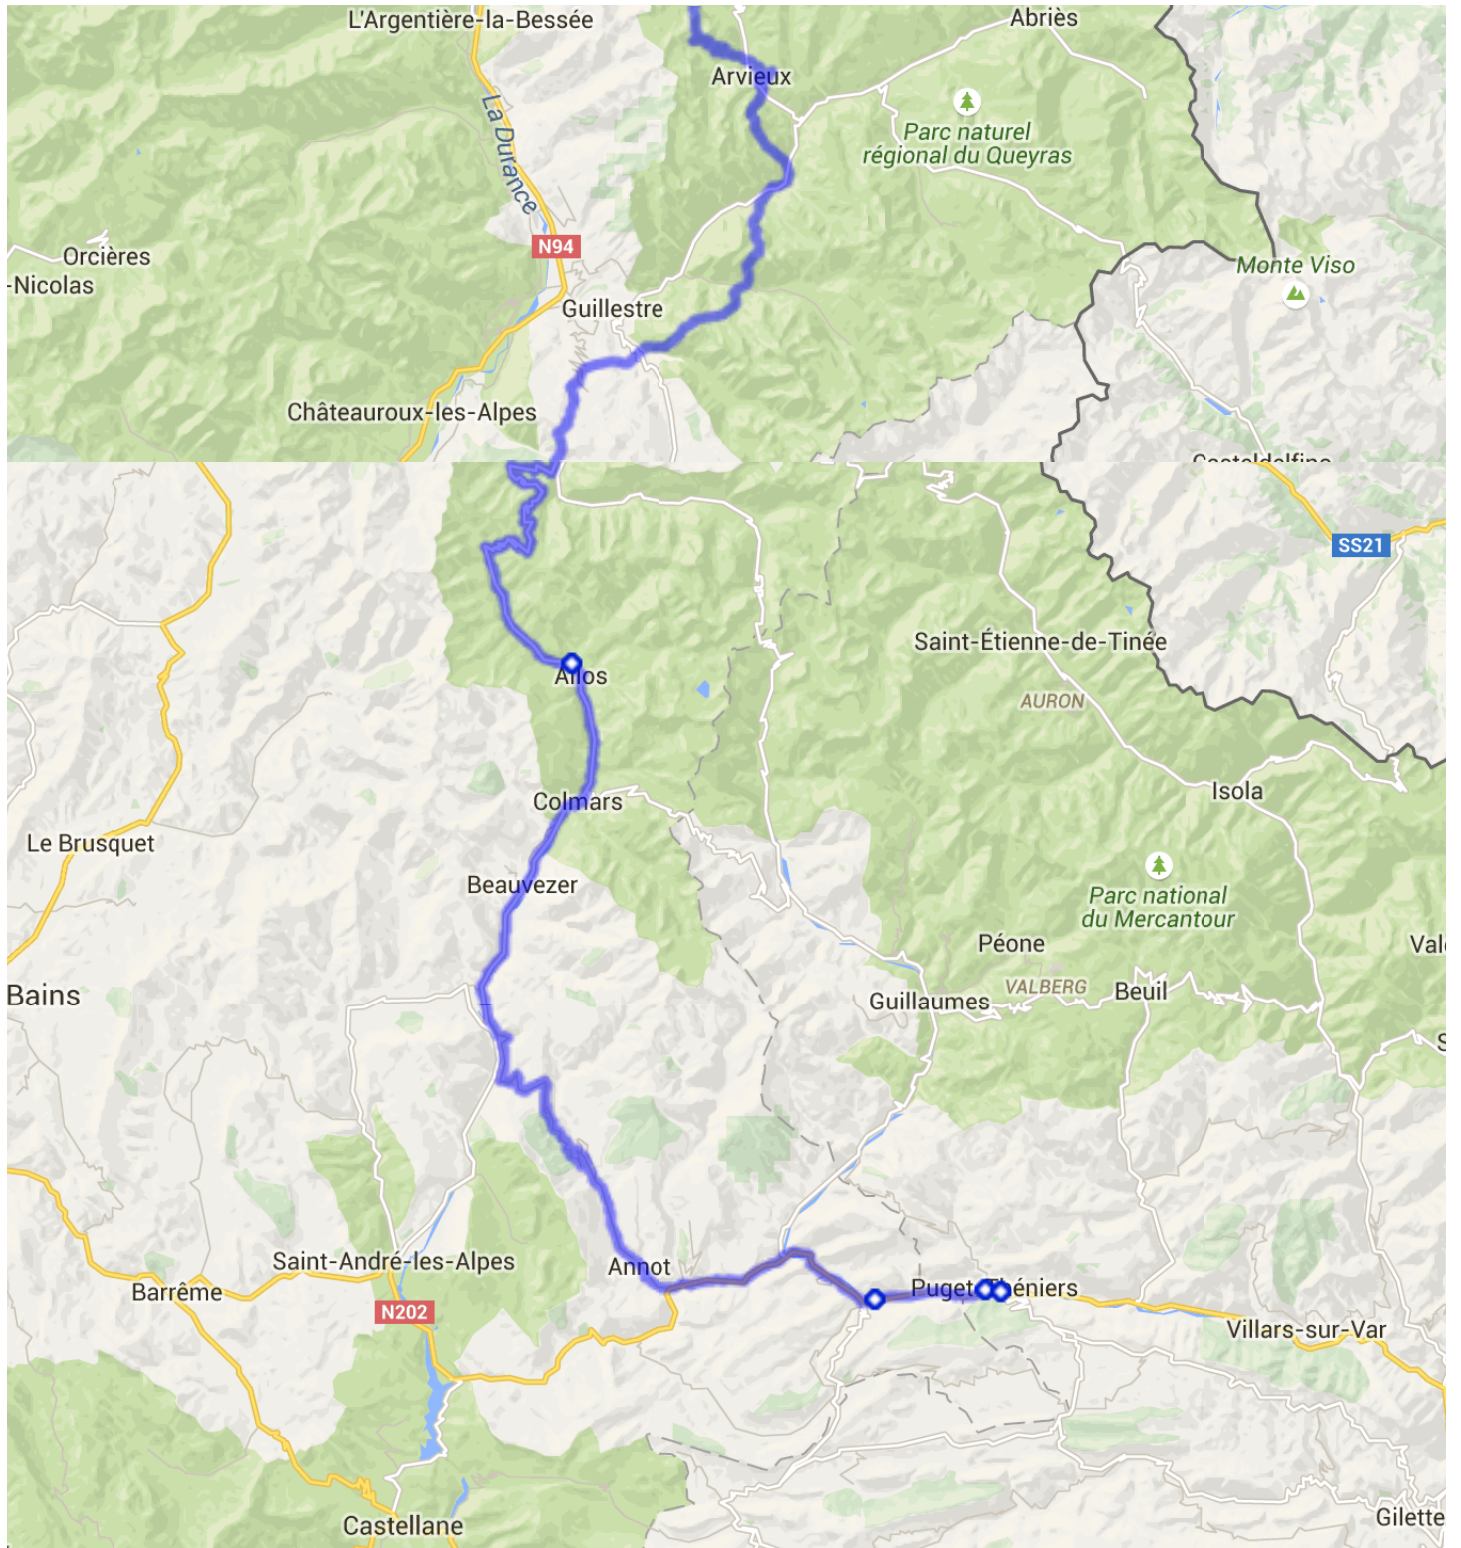 L'Argentière-la-Bessée
Abriès
Arvieux
La Durance
Parc naturel
régional du Queyras
N94
Orcières
-Nicolas
Monte Viso
Guillestre
Châteauroux-les-Alpes
SS21
Saint-Étienne-de-Tinée
Allos
AURON
Isola
Colmars
Le Brusquet
Beauvezer
Parc national
du Mercantour
Péone
Bains
VALBERG
Beuil
Guillaumes
Saint-André-les-Alpes
Annot
Barrême
Puget-Théniers
N202
Villars-sur-Var
Gilette
Castellane